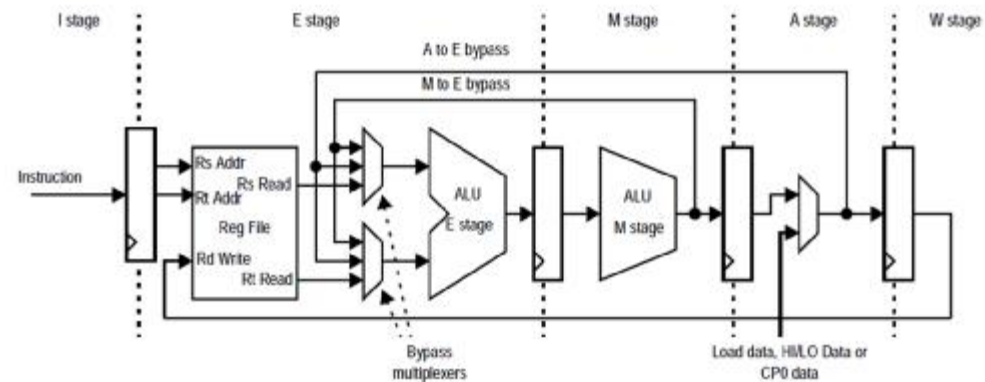 I stage
E stage
M stage
A stage
W stage
A to E bypass
M to E bypass
Instruction
Rs Addr
Rs Read
Rt Addr
Reg File
Rd Write
Rt Read
ALU
E stage
ALU
M stage
Bypass
multiplexers
Load data, HI/LO Data or
CP0 data